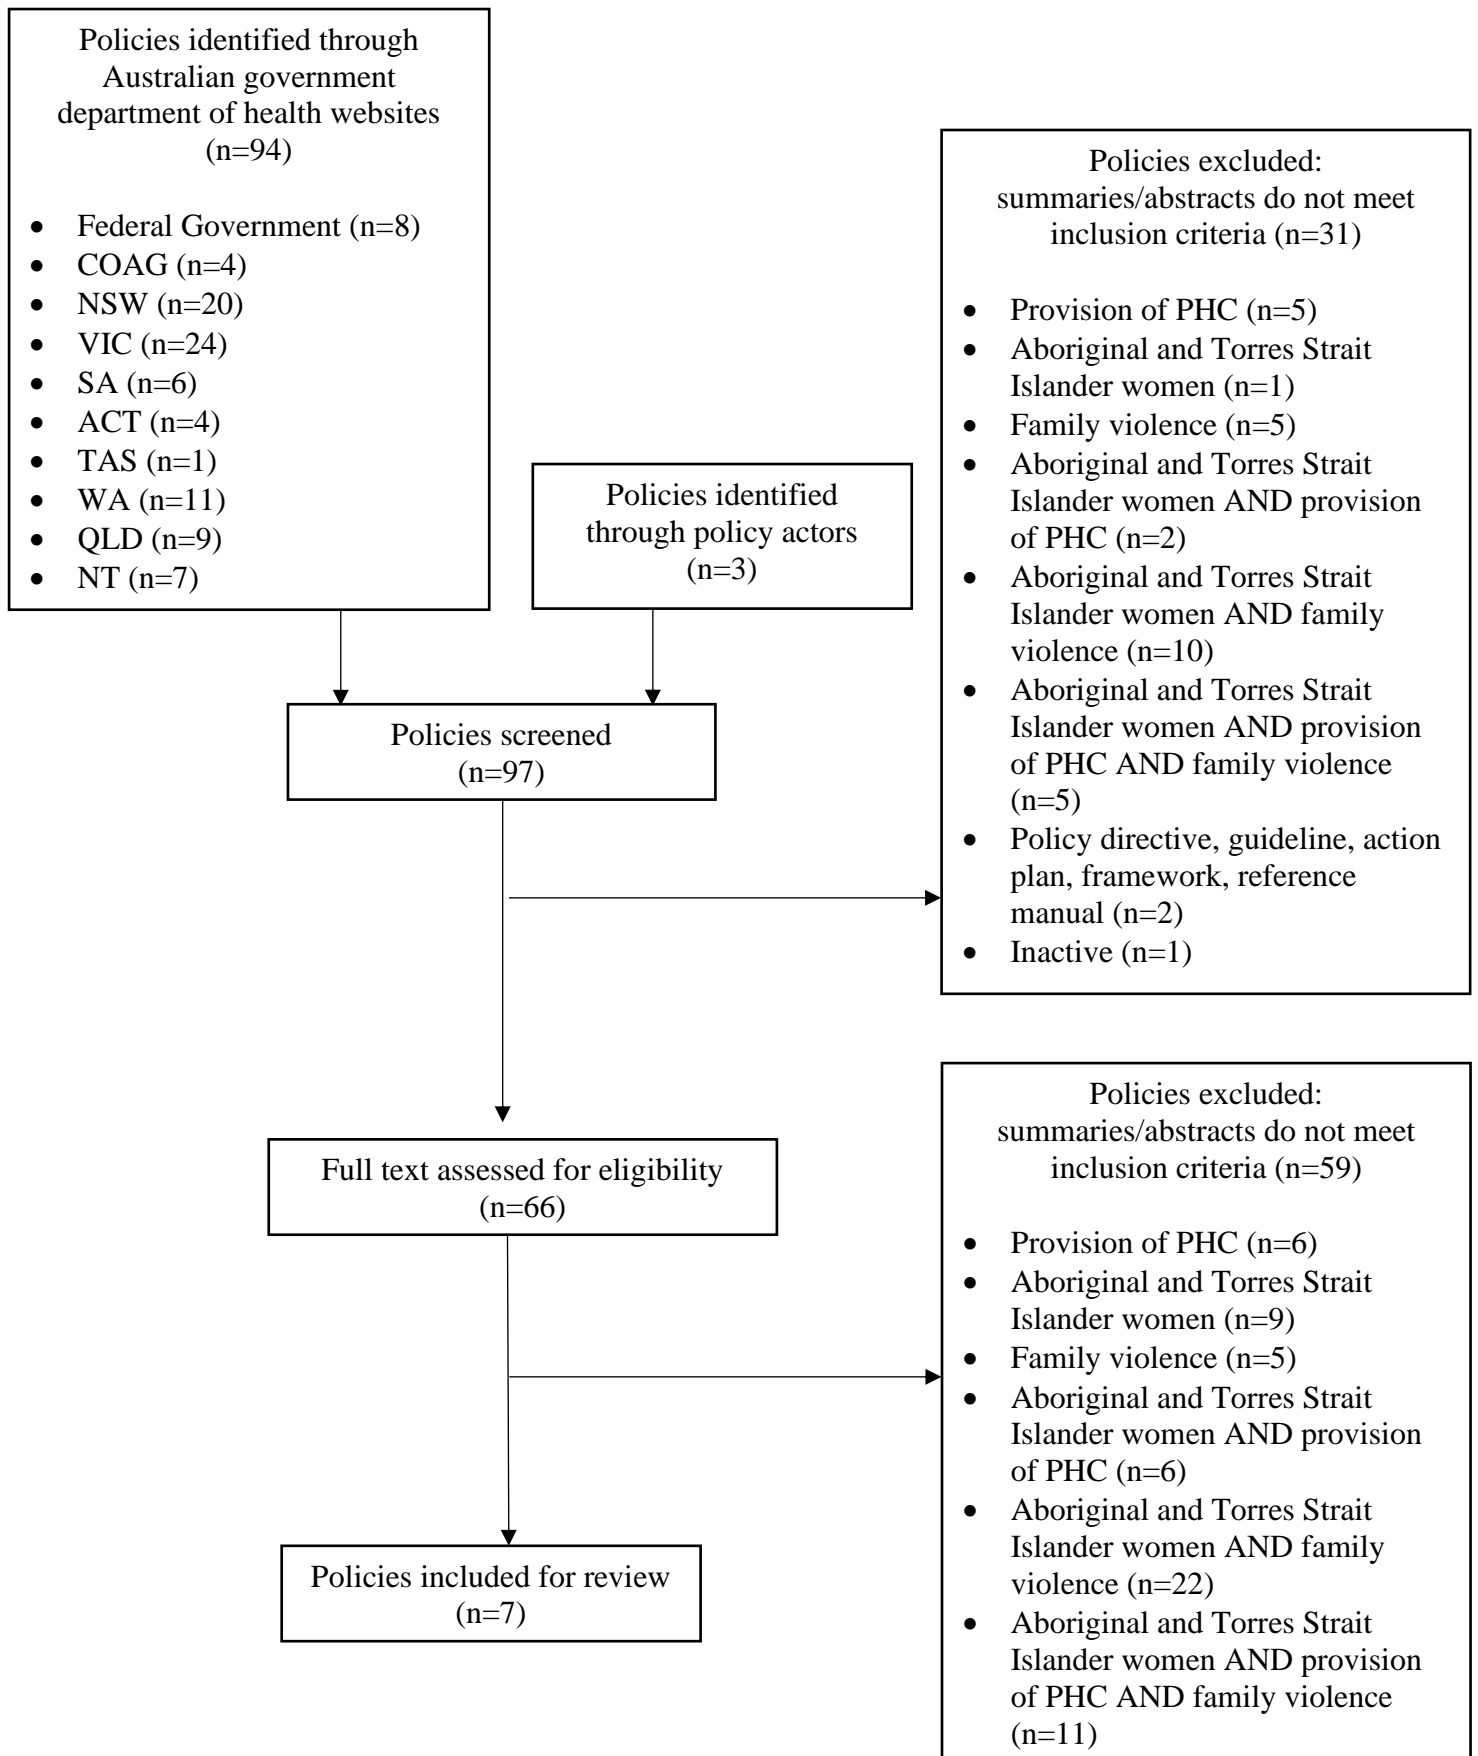 Policies identified through
Australian government
department of health websites
(n=94)
• Federal Government (n=8)
• COAG (n=4)
• NSW (n=20)
• VIC (n=24)
• SA (n=6)
• ACT (n=4)
• TAS (n=1)
• WA (n=11)
• QLD (n=9)
• NT (n=7)
Policies identified
through policy actors
(n=3)
Policies screened
(n=97)
Policies excluded:
summaries/abstracts do not meet
inclusion criteria (n=31)
• Provision of PHC (n=5)
• Aboriginal and Torres Strait
Islander women (n=1)
• Family violence (n=5)
• Aboriginal and Torres Strait
Islander women AND provision
of PHC (n=2)
• Aboriginal and Torres Strait
Islander women AND family
violence (n=10)
• Aboriginal and Torres Strait
Islander women AND provision
of PHC AND family violence
(n=5)
• Policy directive, guideline, action
plan, framework, reference
manual (n=2)
• Inactive (n=1)
Full text assessed for eligibility
(n=66)
Policies excluded:
summaries/abstracts do not meet
inclusion criteria (n=59)
• Provision of PHC (n=6)
• Aboriginal and Torres Strait
Islander women (n=9)
• Family violence (n=5)
• Aboriginal and Torres Strait
Islander women AND provision
of PHC (n=6)
• Aboriginal and Torres Strait
Islander women AND family
violence (n=22)
• Aboriginal and Torres Strait
Islander women AND provision
of PHC AND family violence
(n=11)
Policies included for review
(n=7)